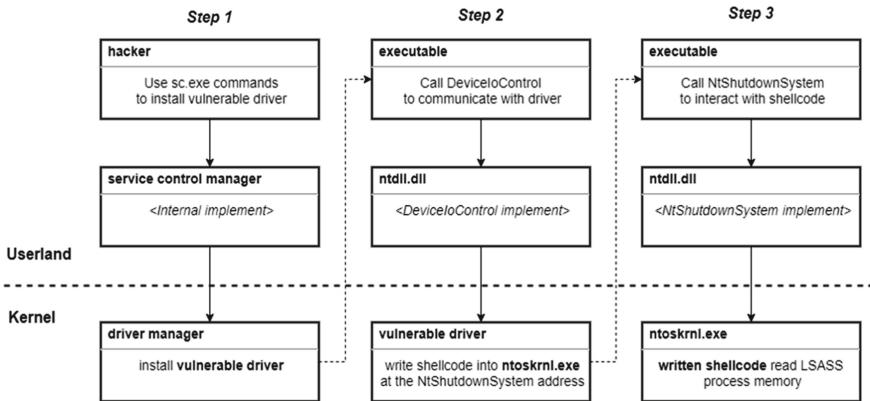 Step 1
Step 2
Step 3
hacker
Use sc.exe commands
to install vulnerable driver
executable
Call DeviceIoControl
to communicate with driver
executable
Call NtShutdownSystem
to interact with shellcode
service control manager
<Internal implement>
ntdll.dll
<DeviceIoControl implement>
ntdll.dll
<NtShutdownSystem implement>
Userland
Kernel
driver manager
install vulnerable driver
vulnerable driver
write shellcode into ntoskrnl.exe
at the NtShutdownSystem address
ntoskrnl.exe
written shellcode read LSASS
process memory